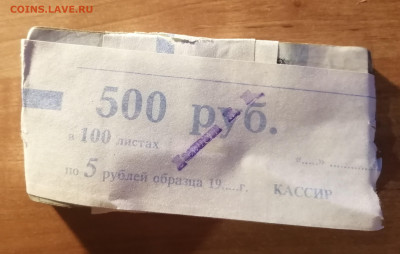 COINS.LAVE.RU
500 руб.
в 100 листах
«.....» ...............
по 5 рублей образца 19.....г. КАССИР